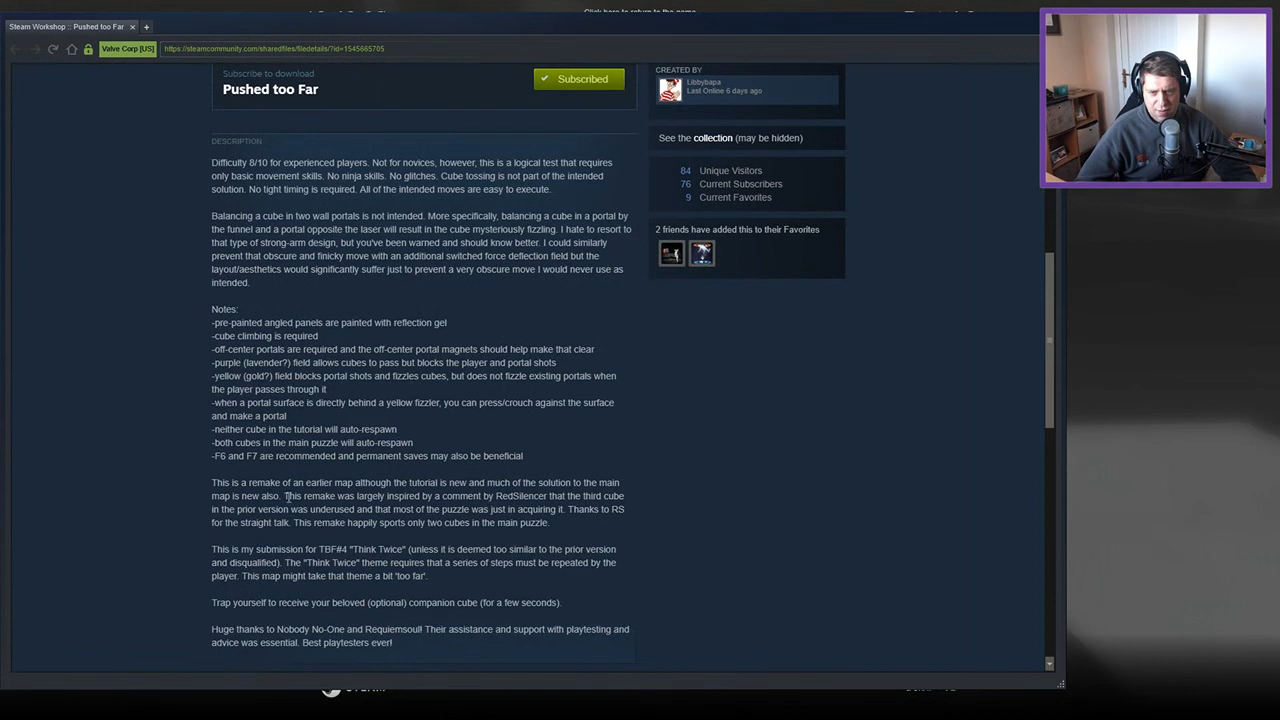 Click here to return to the game
Steam Workshop :: Pushed too Far
Valve Corp [US]
https://steamcommunity.com/sharedfiles/filedetails/?id=1545665705
Subscribe to download
Pushed too Far
Subscribed
CREATED BY
Libbybapa
Last Online 6 days ago
See the collection (may be hidden)
84 Unique Visitors
76 Current Subscribers
9 Current Favorites
2 friends have added this to their Favorites
DESCRIPTION
Difficulty 8/10 for experienced players. Not for novices, however, this is a logical test that requires
only basic movement skills. No ninja skills. No glitches. Cube tossing is not part of the intended
solution. No tight timing is required. All of the intended moves are easy to execute.
Balancing a cube in two wall portals is not intended. More specifically, balancing a cube in a portal by
the funnel and a portal opposite the laser will result in the cube mysteriously fizzling. I hate to resort to
that type of strong-arm design, but you've been warned and should know better. I could similarly
prevent that obscure and finicky move with an additional switched force deflection field but the
layout/aesthetics would significantly suffer just to prevent a very obscure move I would never use as
intended.
Notes:
-pre-painted angled panels are painted with reflection gel
-cube climbing is required
-off-center portals are required and the off-center portal magnets should help make that clear
-purple (lavender?) field allows cubes to pass but blocks the player and portal shots
-yellow (gold?) field blocks portal shots and fizzles cubes, but does not fizzle existing portals when
the player passes through it
-when a portal surface is directly behind a yellow fizzler, you can press/crouch against the surface
and make a portal
-neither cube in the tutorial will auto-respawn
-both cubes in the main puzzle will auto-respawn
-F6 and F7 are recommended and permanent saves may also be beneficial
This is a remake of an earlier map although the tutorial is new and much of the solution to the main
map is new also. This remake was largely inspired by a comment by RedSilencer that the third cube
in the prior version was underused and that most of the puzzle was just in acquiring it. Thanks to RS
for the straight talk. This remake happily sports only two cubes in the main puzzle.
This is my submission for TBF#4 "Think Twice" (unless it is deemed too similar to the prior version
and disqualified). The "Think Twice" theme requires that a series of steps must be repeated by the
player. This map might take that theme a bit 'too far'.
Trap yourself to receive your beloved (optional) companion cube (for a few seconds).
Huge thanks to Nobody No-One and Requiemsoul! Their assistance and support with playtesting and
advice was essential. Best playtesters ever!